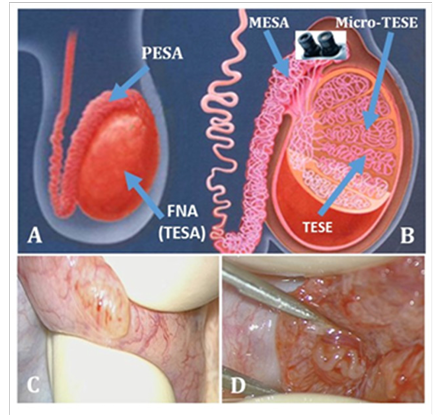 MESA
Micro-TESE
PESA
FNA
(TESA)
TESE
A
B
C
D